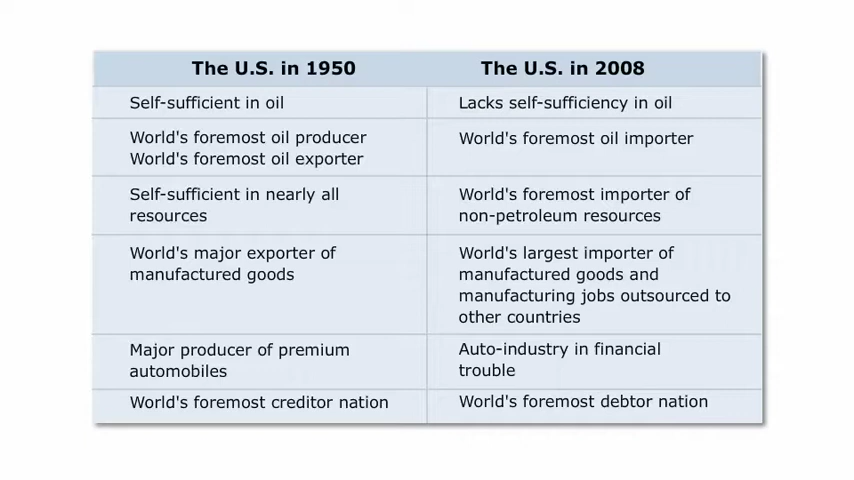 The U.S. in 1950
The U.S. in 2008
Self-sufficient in oil
Lacks self-sufficiency in oil
World's foremost oil producer
World's foremost oil exporter
World's foremost oil importer
Self-sufficient in nearly all
resources
World's foremost importer of
non-petroleum resources
World's major exporter of
manufactured goods
World's largest importer of
manufactured goods and
manufacturing jobs outsourced to
other countries
Major producer of premium
automobiles
Auto-industry in financial
trouble
World's foremost creditor nation
World's foremost debtor nation